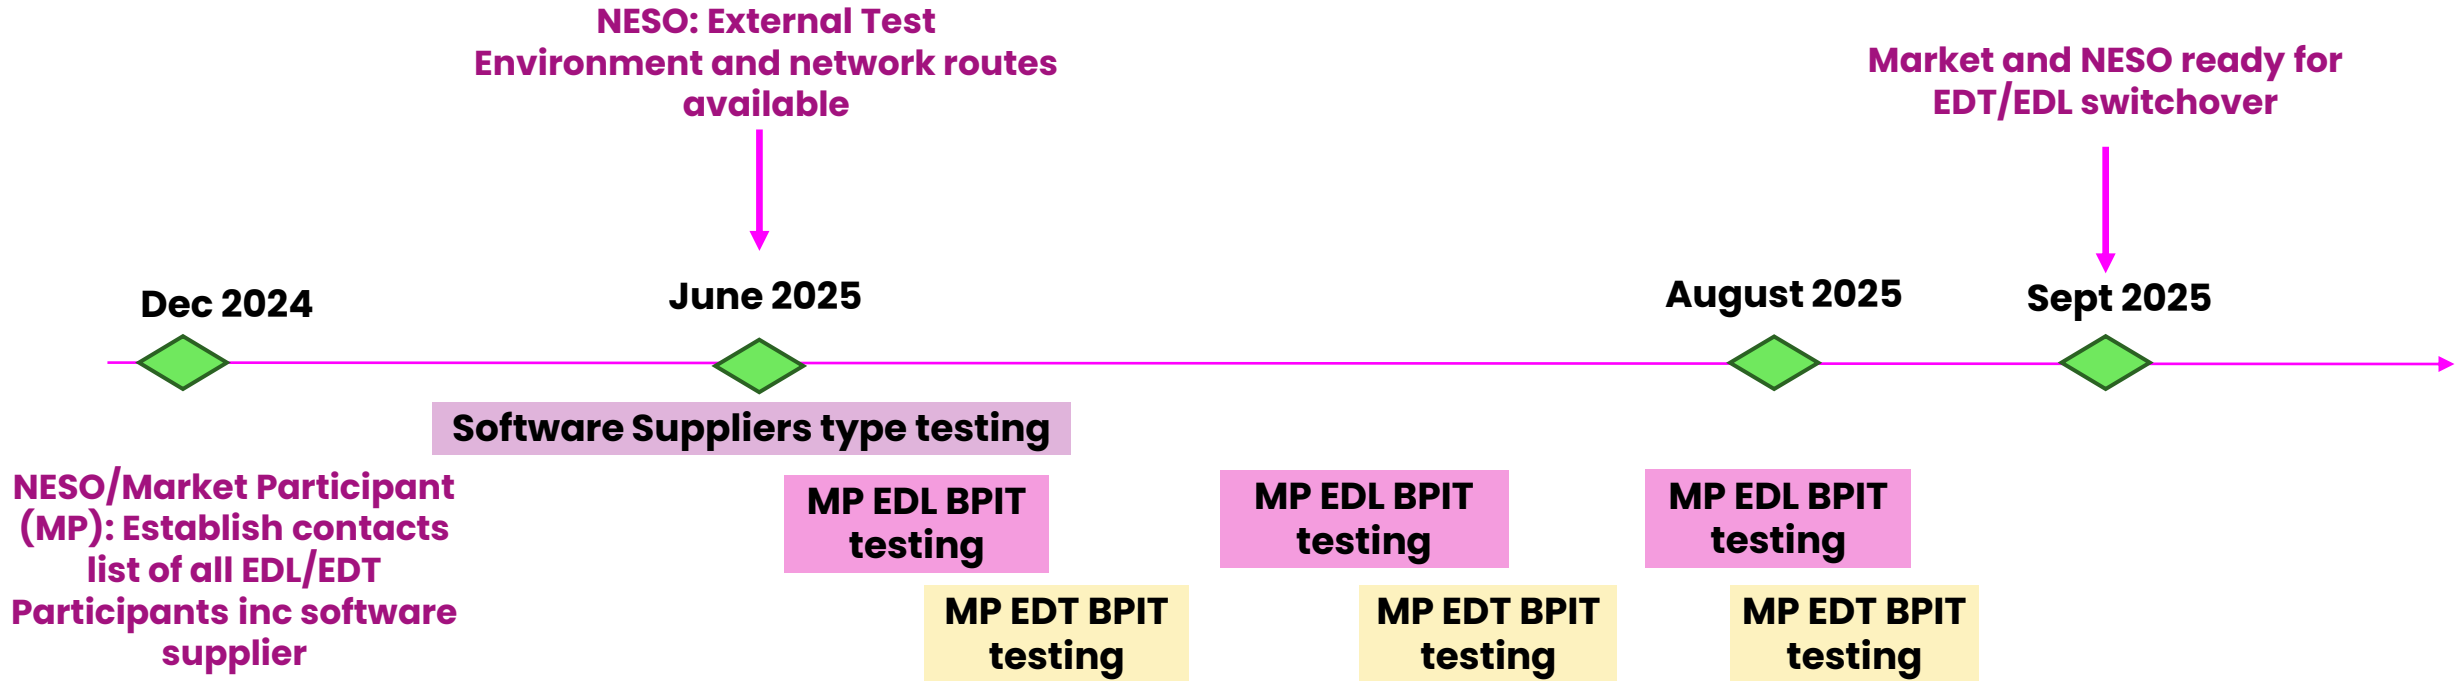 NESO: External Test
Environment and network routes
available
Market and NESO ready for
EDT/EDL switchover
Dec 2024
June 2025
August 2025
Sept 2025
Software Suppliers type testing
NESO/Market Participant
(MP): Establish contacts
list of all EDL/EDT
Participants inc software
supplier
MP EDL BPIT
testing
MP EDL BPIT
testing
MP EDL BPIT
testing
MP EDT BPIT
testing
MP EDT BPIT
testing
MP EDT BPIT
testing